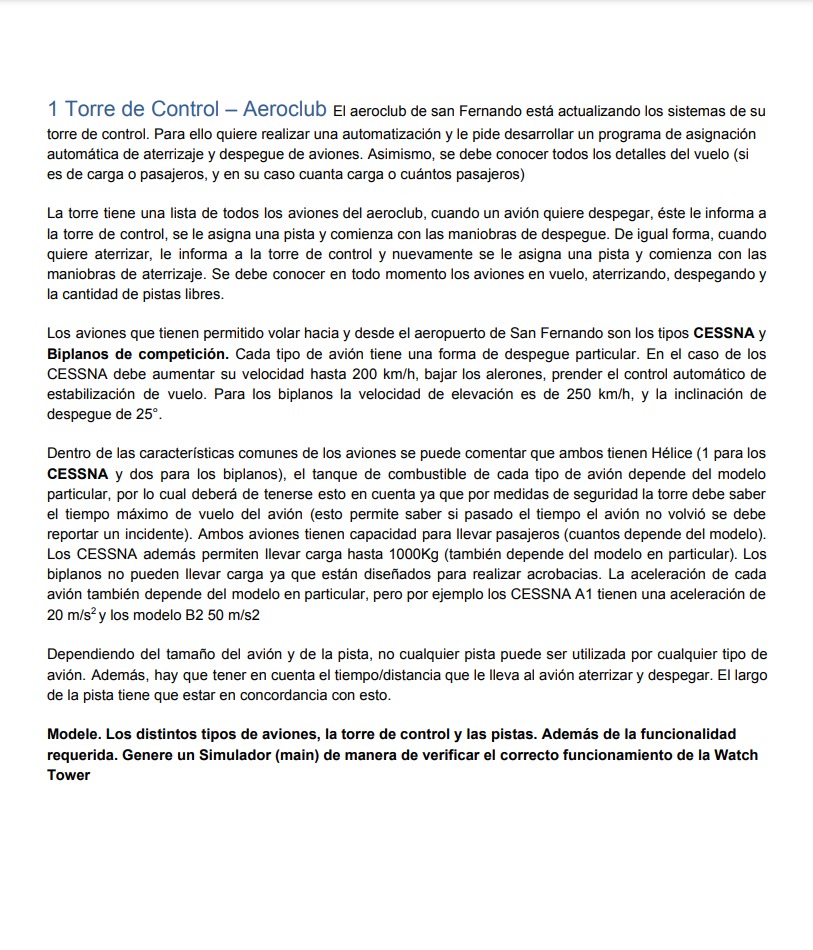 1 Torre de Control – Aeroclub El aeroclub de san Fernando está actualizando los sistemas de su
torre de control. Para ello quiere realizar una automatización y le pide desarrollar un programa de asignación
automática de aterrizaje y despegue de aviones. Asimismo, se debe conocer todos los detalles del vuelo (si
es de carga o pasajeros, y en su caso cuanta carga o cuántos pasajeros)
La torre tiene una lista de todos los aviones del aeroclub, cuando un avión quiere despegar, éste le informa a
la torre de control, se le asigna una pista y comienza con las maniobras de despegue. De igual forma, cuando
quiere aterrizar, le informa a la torre de control y nuevamente se le asigna una pista y comienza con las
maniobras de aterrizaje. Se debe conocer en todo momento los aviones en vuelo, aterrizando, despegando y
la cantidad de pistas libres.
Los aviones que tienen permitido volar hacia y desde el aeropuerto de San Fernando son los tipos CESSNA y
Biplanos de competición. Cada tipo de avión tiene una forma de despegue particular. En el caso de los
CESSNA debe aumentar su velocidad hasta 200 km/h, bajar los alerones, prender el control automático de
estabilización de vuelo. Para los biplanos la velocidad de elevación es de 250 km/h, y la inclinación de
despegue de 25°.
Dentro de las características comunes de los aviones se puede comentar que ambos tienen Hélice (1 para los
CESSNA y dos para los biplanos), el tanque de combustible de cada tipo de avión depende del modelo
particular, por lo cual deberá de tenerse esto en cuenta ya que por medidas de seguridad la torre debe saber
el tiempo máximo de vuelo del avión (esto permite saber si pasado el tiempo el avión no volvió se debe
reportar un incidente). Ambos aviones tienen capacidad para llevar pasajeros (cuantos depende del modelo).
Los CESSNA además permiten llevar carga hasta 1000Kg (también depende del modelo en particular). Los
biplanos no pueden llevar carga ya que están diseñados para realizar acrobacias. La aceleración de cada
avión también depende del modelo en particular, pero por ejemplo los CESSNA A1 tienen una aceleración de
20 m/s² y los modelo B2 50 m/s2
Dependiendo del tamaño del avión y de la pista, no cualquier pista puede ser utilizada por cualquier tipo de
avión. Además, hay que tener en cuenta el tiempo/distancia que le lleva al avión aterrizar y despegar. El largo
de la pista tiene que estar en concordancia con esto.
Modele. Los distintos tipos de aviones, la torre de control y las pistas. Además de la funcionalidad
requerida. Genere un Simulador (main) de manera de verificar el correcto funcionamiento de la Watch
Tower